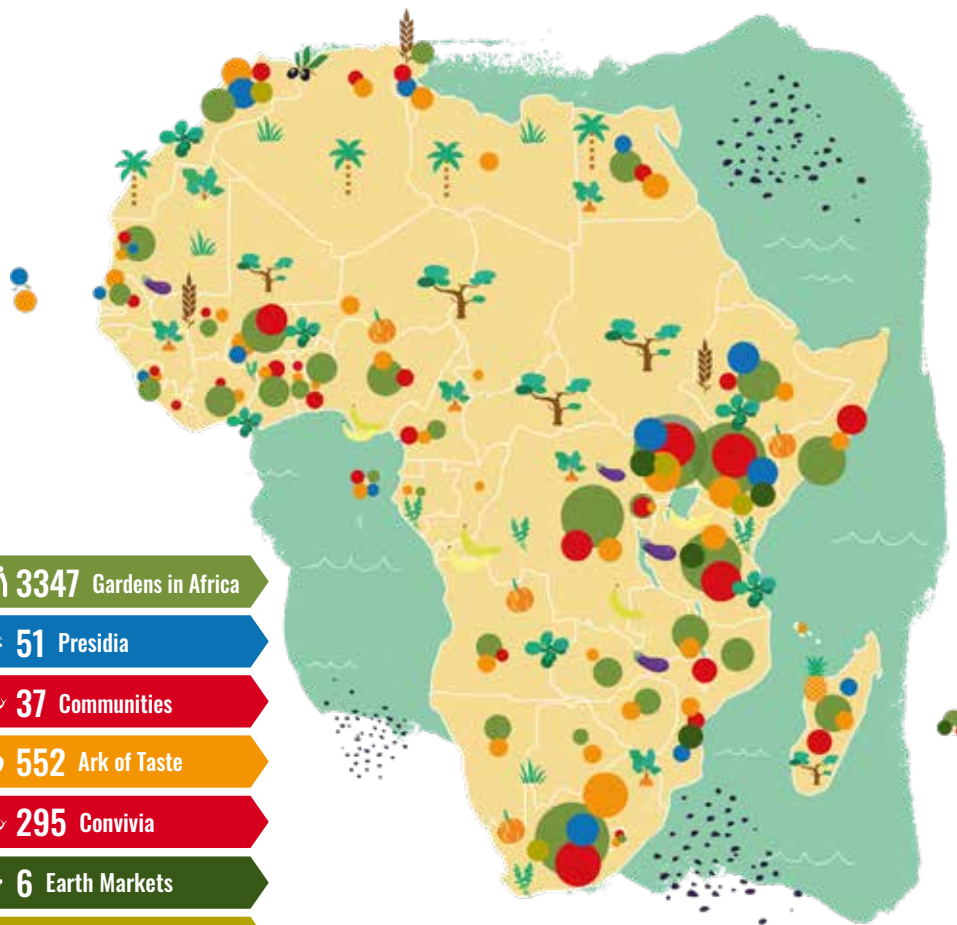 3347 Gardens in Africa
51 Presidia
37 Communities
552 Ark of Taste
295 Convivia
6 Earth Markets